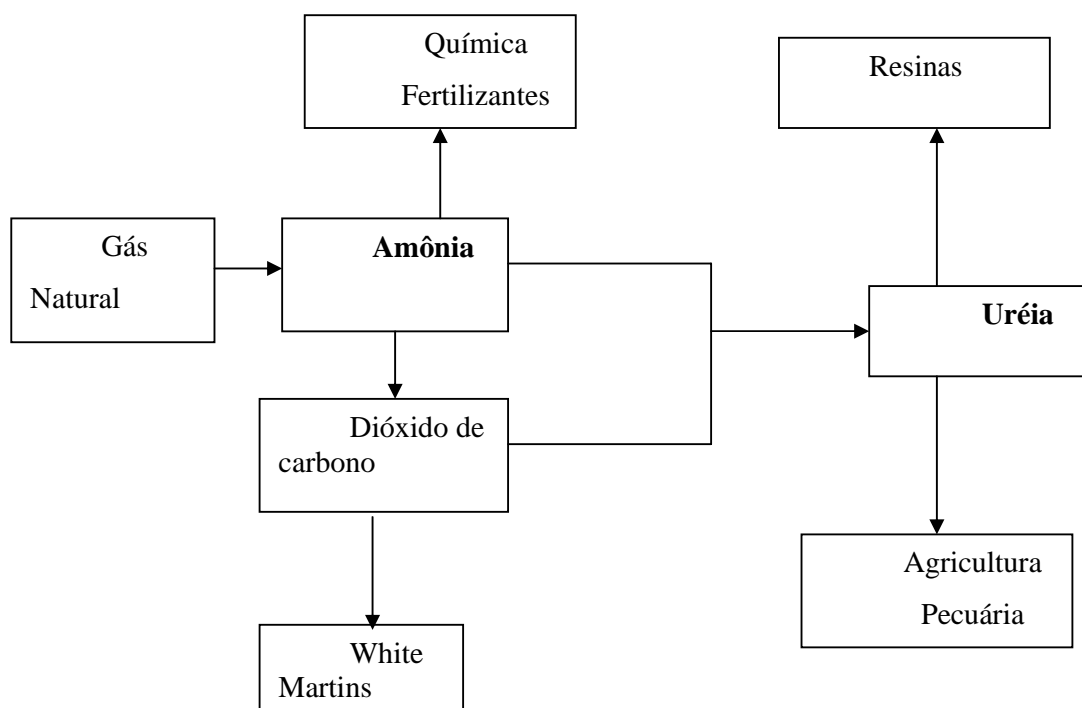 Química
Fertilizantes
Resinas
Gás
Natural
Amônia
Uréia
Dióxido de
carbono
Agricultura
Pecuária
White
Martins